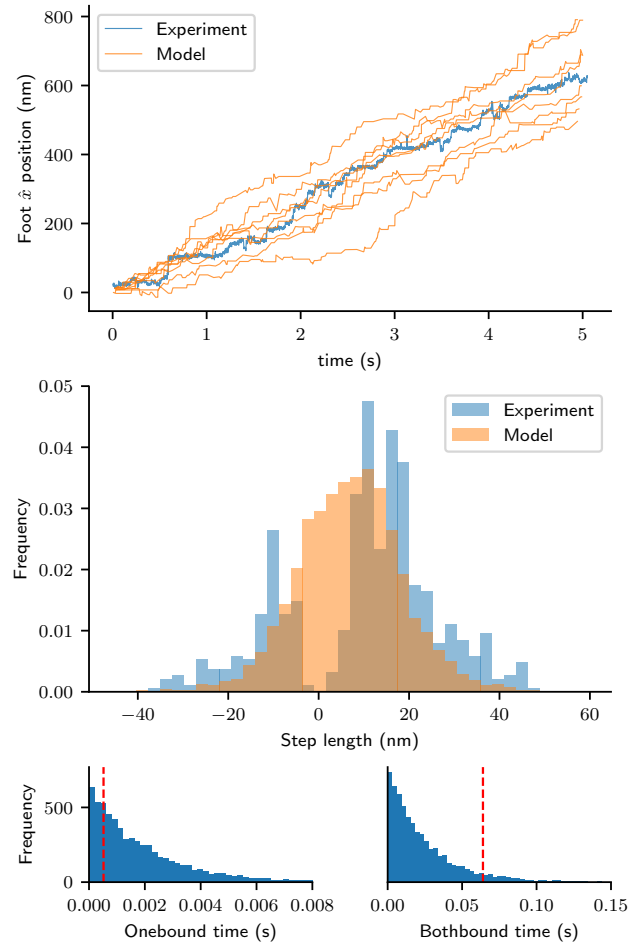 800
600
400
200
0
Foot x̂ position (nm)
Experiment
Model
0 1 2 3 4 5
time (s)
0.05
0.04
0.03
0.02
0.01
0.00
Frequency
Experiment
Model
−40 −20 0 20 40 60
Step length (nm)
500
0
Frequency
0.000 0.002 0.004 0.006 0.008
Onebound time (s)
0.00 0.05 0.10 0.15
Bothbound time (s)